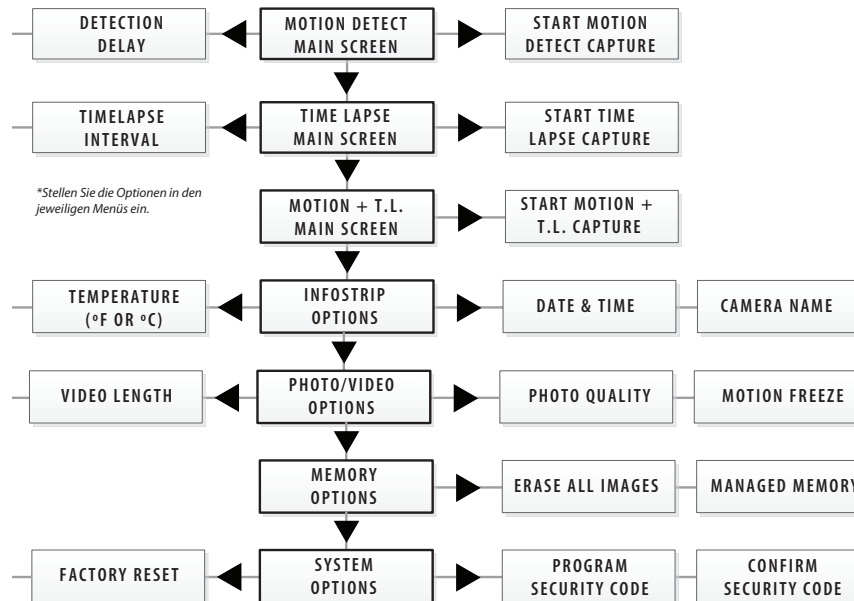 DETECTION
DELAY
MOTION DETECT
MAIN SCREEN
START MOTION
DETECT CAPTURE
TIMELAPSE
INTERVAL
TIME LAPSE
MAIN SCREEN
START TIME
LAPSE CAPTURE
*Stellen Sie die Optionen in den
jeweiligen Menüs ein.
MOTION + T.L.
MAIN SCREEN
START MOTION +
T.L. CAPTURE
TEMPERATURE
(ºF OR ºC)
INFOSTRIP
OPTIONS
DATE & TIME
CAMERA NAME
VIDEO LENGTH
PHOTO/VIDEO
OPTIONS
PHOTO QUALITY
MOTION FREEZE
MEMORY
OPTIONS
ERASE ALL IMAGES
MANAGED MEMORY
FACTORY RESET
SYSTEM
OPTIONS
PROGRAM
SECURITY CODE
CONFIRM
SECURITY CODE